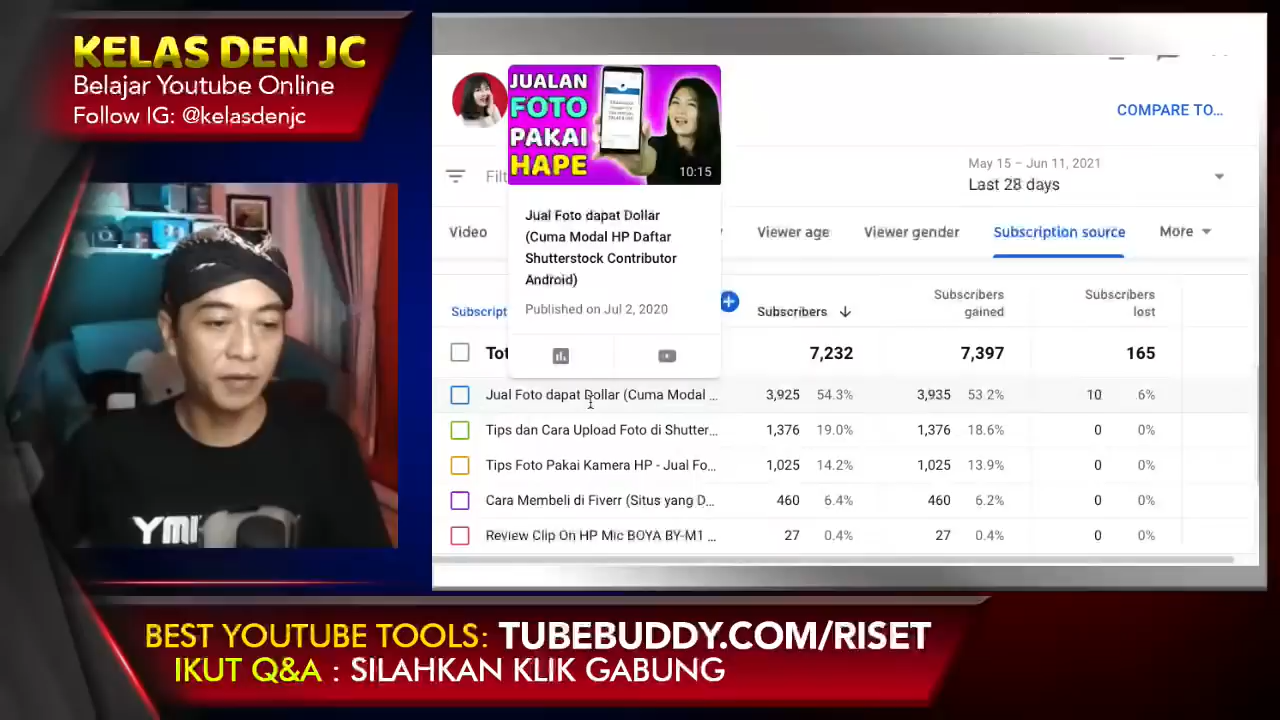 KELAS DEN JC
Belajar Youtube Online
Follow IG: @kelasdenjc
JUALAN
FOTO
PAKAI
HAPE
10:15
COMPARE TO...
Filt
May 15 – Jun 11, 2021
Last 28 days
Jual Foto dapat Dollar
(Cuma Modal HP Daftar
Shutterstock Contributor
Android)
Published on Jul 2, 2020
Video
Viewer age
Viewer gender
Subscription source
More
Subscript
Subscribers
Subscribers
gained
Subscribers
lost
Tot 7,232 7,397 165
Jual Foto dapat Dollar (Cuma Modal ... 3,925 54.3% 3,935 53.2% 10 6%
Tips dan Cara Upload Foto di Shutter... 1,376 19.0% 1,376 18.6% 0 0%
Tips Foto Pakai Kamera HP - Jual Fo... 1,025 14.2% 1,025 13.9% 0 0%
Cara Membeli di Fiverr (Situs yang D... 460 6.4% 460 6.2% 0 0%
Review Clip On HP Mic BOYA BY-M1 ... 27 0.4% 27 0.4% 0 0%
BEST YOUTUBE TOOLS: TUBEBUDDY.COM/RISET
IKUT Q&A : SILAHKAN KLIK GABUNG